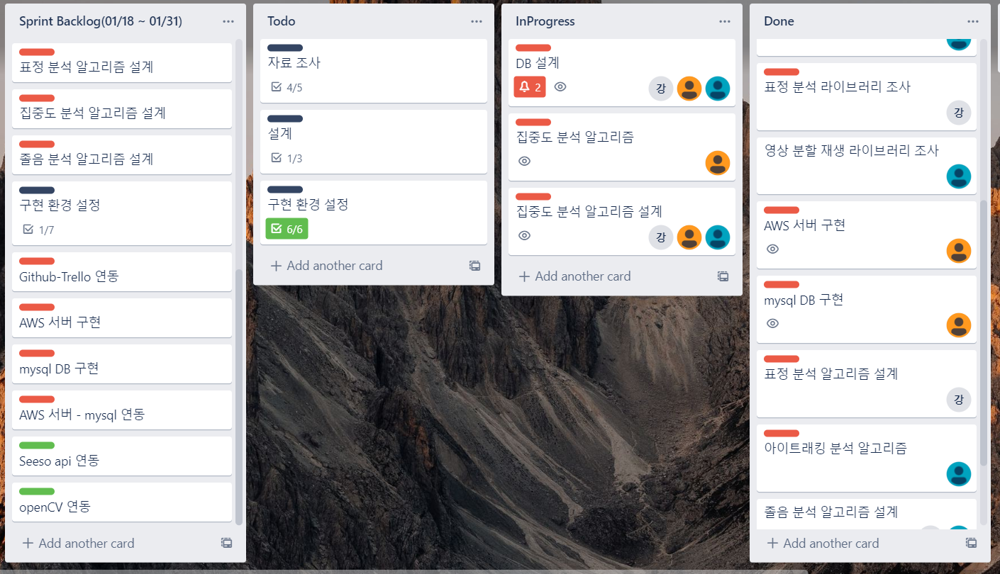 Sprint Backlog(01/18 ~ 01/31)
표정 분석 알고리즘 설계
집중도 분석 알고리즘 설계
졸음 분석 알고리즘 설계
구현 환경 설정
1/7
Github-Trello 연동
AWS 서버 구현
mysql DB 구현
AWS 서버 - mysql 연동
Seeso api 연동
openCV 연동
Add another card
Todo
자료 조사
4/5
설계
1/3
구현 환경 설정
6/6
Add another card
InProgress
DB 설계
2
강
집중도 분석 알고리즘
집중도 분석 알고리즘 설계
강
Add another card
Done
표정 분석 라이브러리 조사
강
영상 분할 재생 라이브러리 조사
AWS 서버 구현
mysql DB 구현
표정 분석 알고리즘 설계
강
아이트래킹 분석 알고리즘
졸음 분석 알고리즘 설계
Add another card